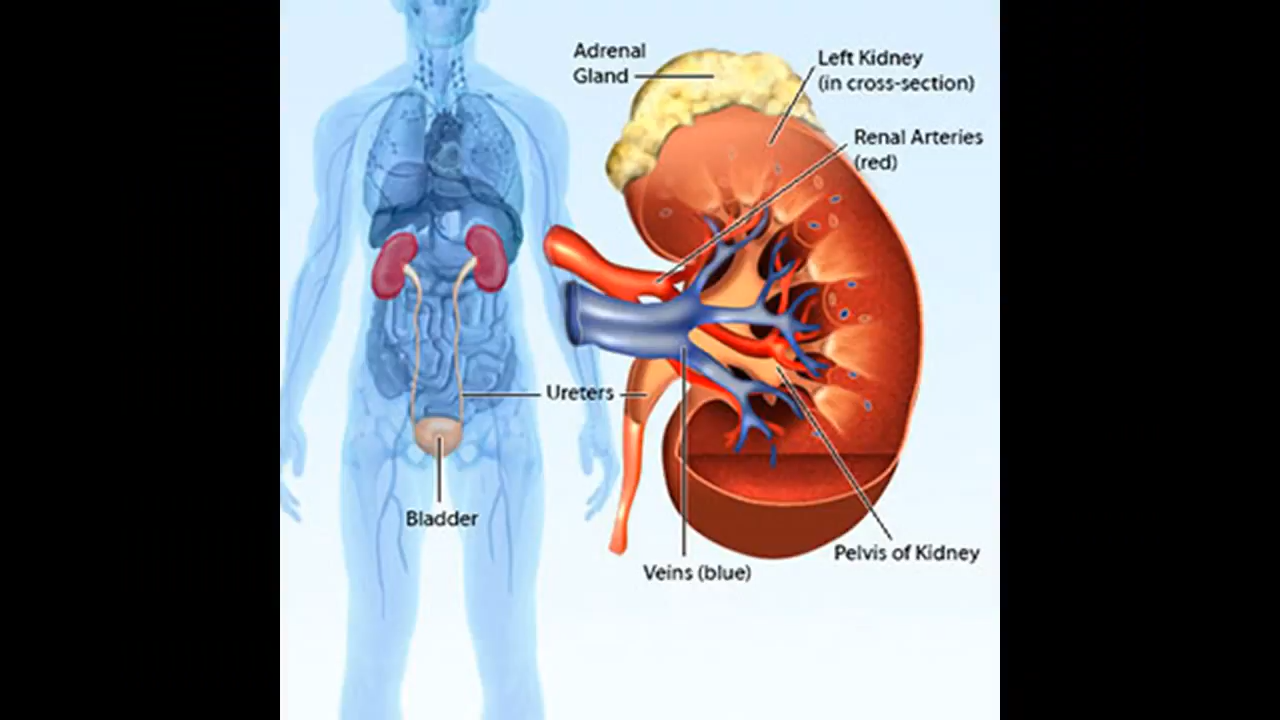 Adrenal
Gland
Left Kidney
(in cross-section)
Renal Arteries
(red)
Ureters
Bladder
Pelvis of Kidney
Veins (blue)